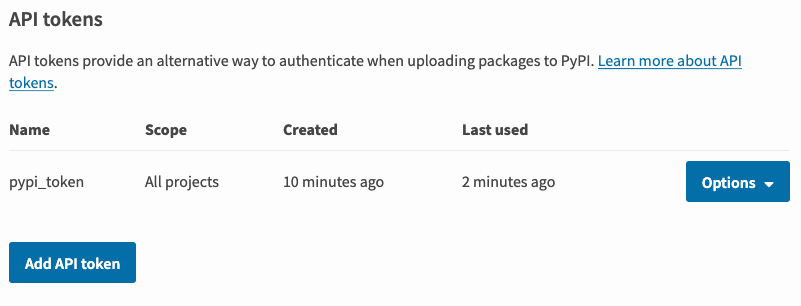 API tokens
API tokens provide an alternative way to authenticate when uploading packages to PyPI. Learn more about API
tokens.
Name Scope Created Last used
pypi_token All projects 10 minutes ago 2 minutes ago Options
Add API token